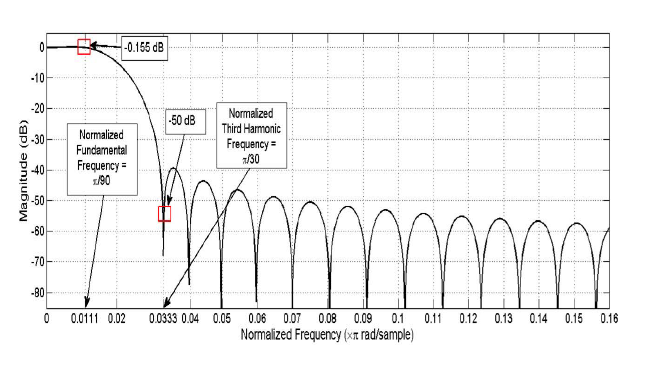 0
-10
-20
-30
-40
-50
-60
-70
-80
Magnitude (dB)
-0.155 dB
-50 dB
Normalized
Fundamental
Frequency =
π/90
Normalized
Third Harmonic
Frequency =
π/30
0 0.0111 0.02 0.0333 0.04 0.05 0.06 0.07 0.08 0.09 0.1 0.11 0.12 0.13 0.14 0.15 0.16
Normalized Frequency (×π rad/sample)